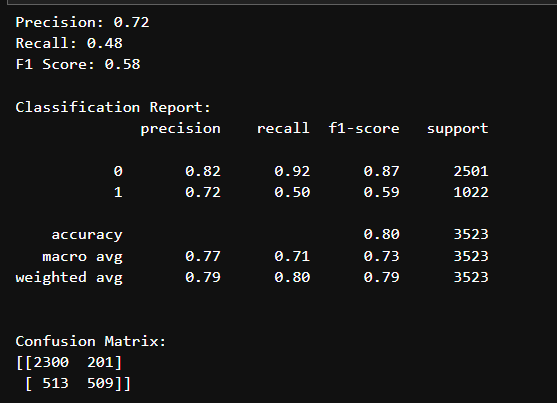 Precision: 0.72
Recall: 0.48
F1 Score: 0.58
Classification Report:
precision recall f1-score support
0 0.82 0.92 0.87 2501
1 0.72 0.50 0.59 1022
accuracy 0.80 3523
macro avg 0.77 0.71 0.73 3523
weighted avg 0.79 0.80 0.79 3523
Confusion Matrix:
[[2300 201]
[ 513 509]]